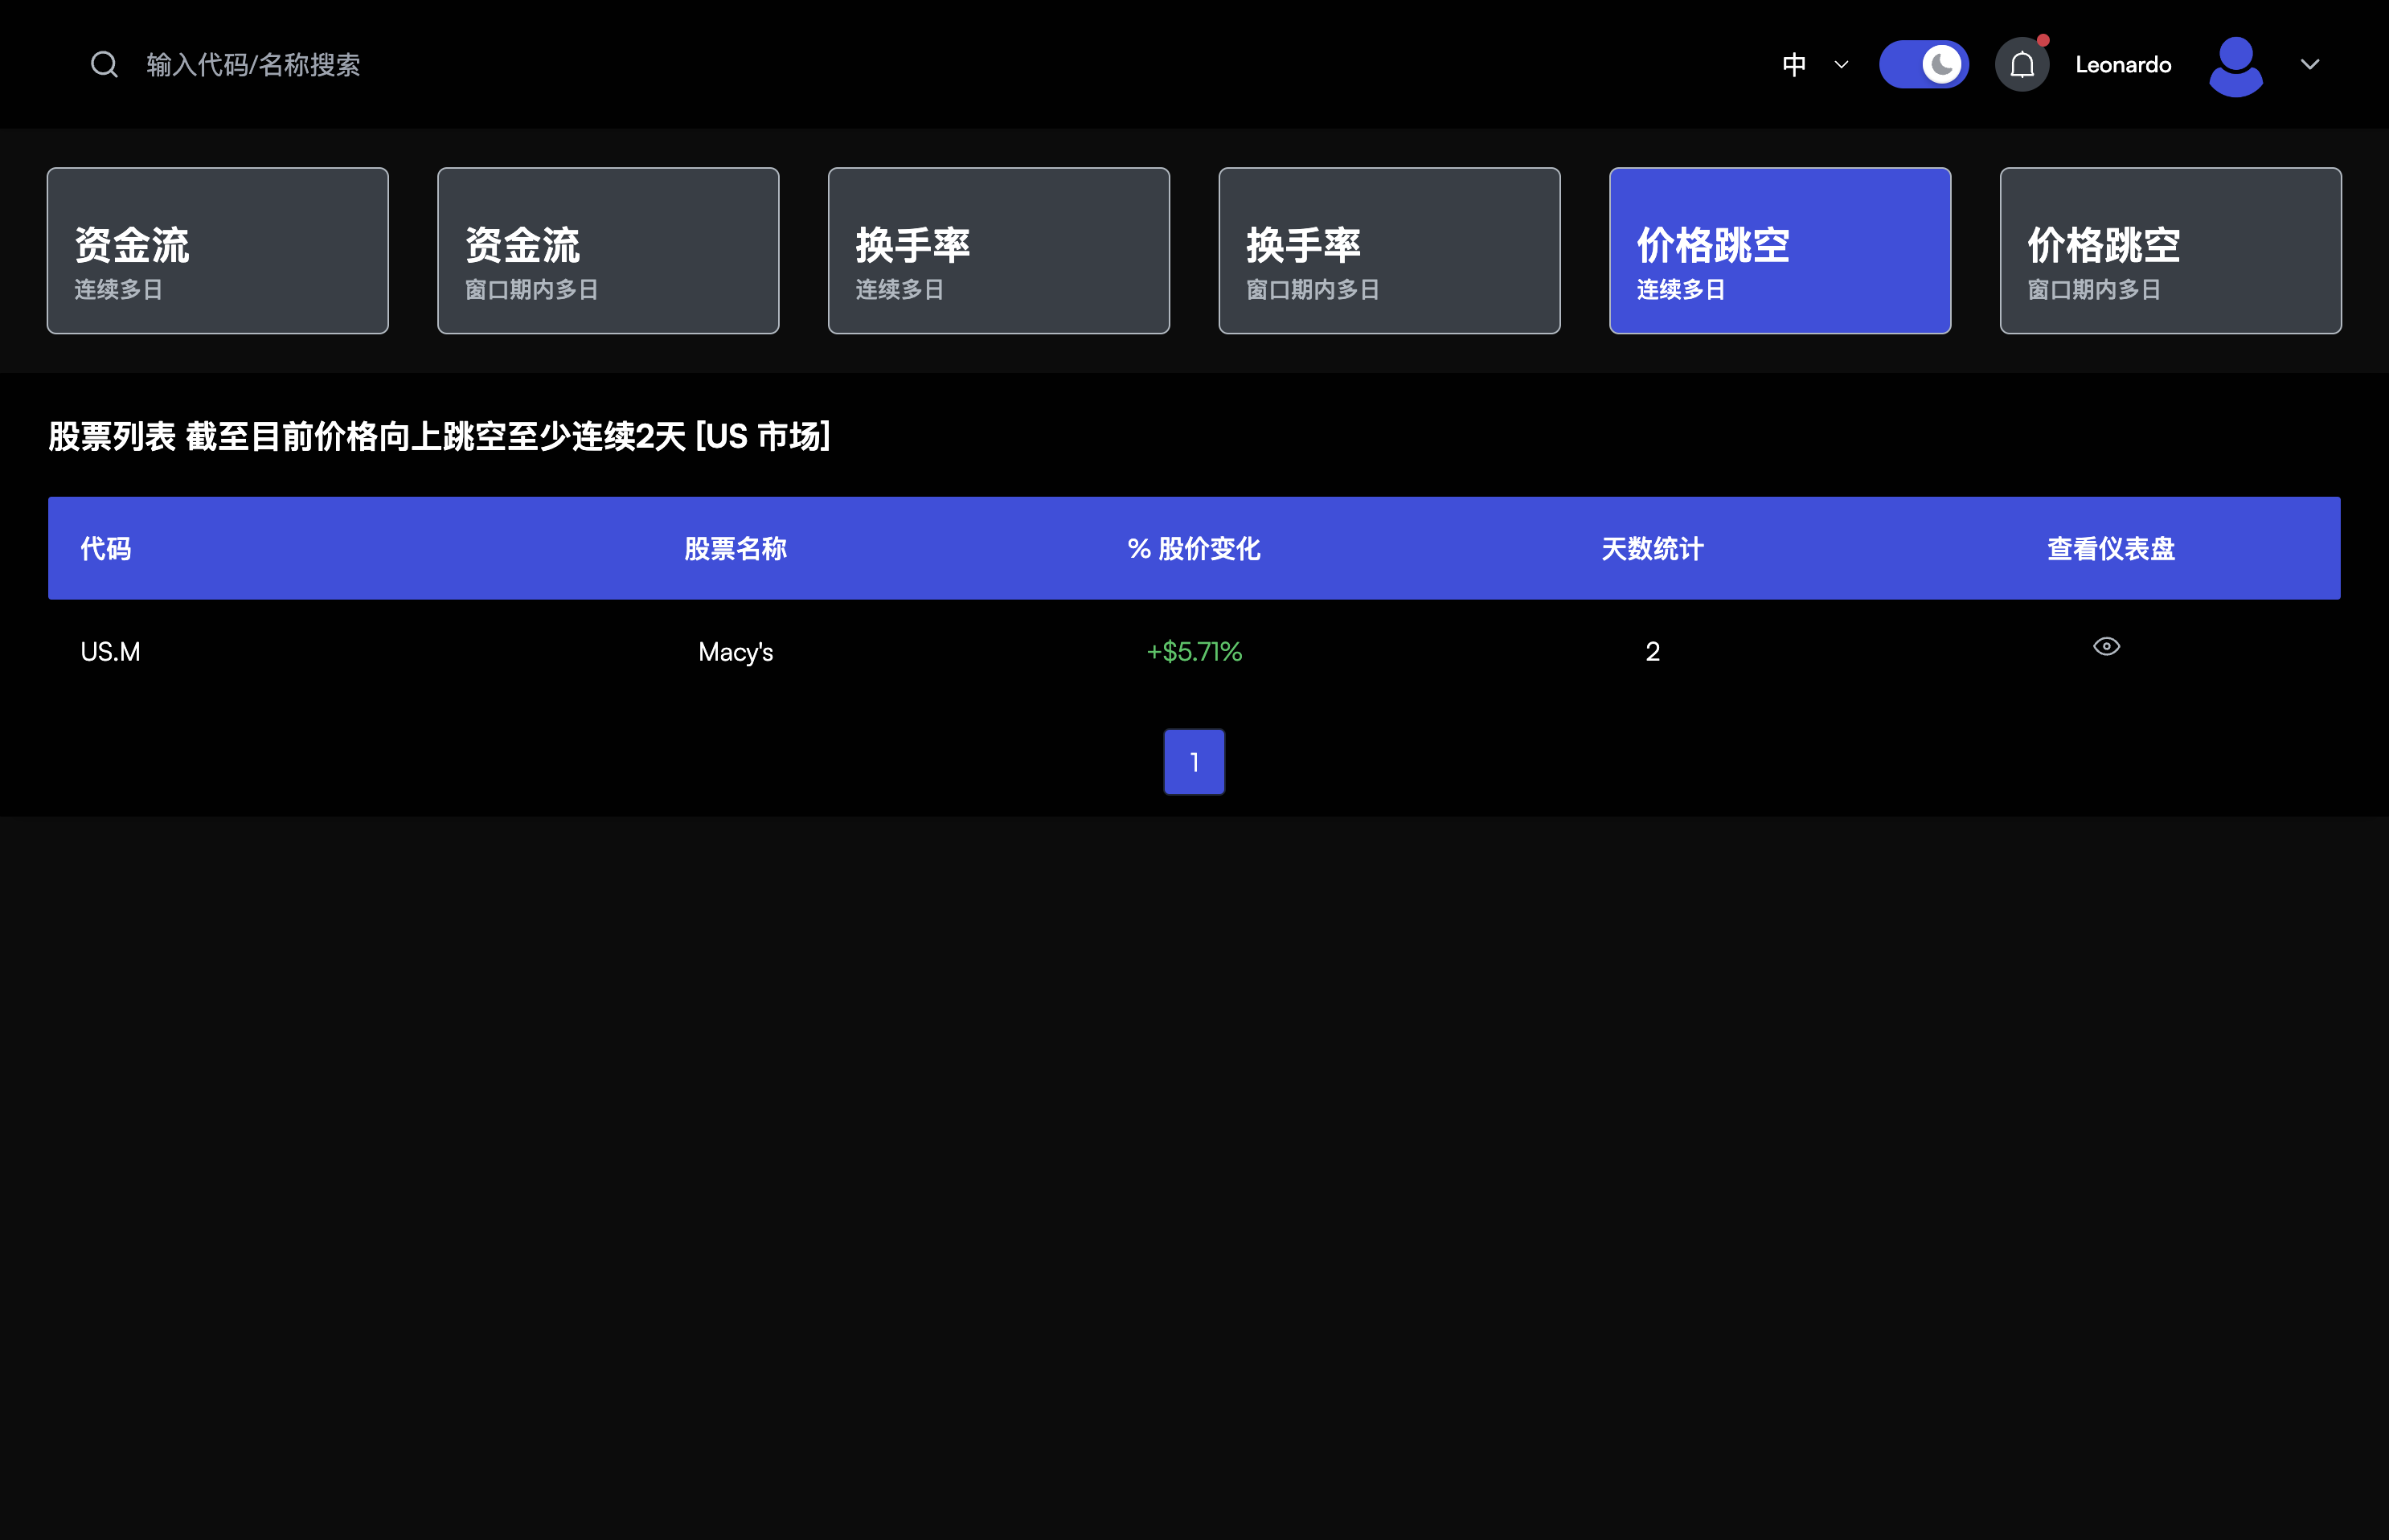 输入代码/名称搜索
中
Leonardo
资金流
连续多日
资金流
窗口期内多日
换手率
连续多日
换手率
窗口期内多日
价格跳空
连续多日
价格跳空
窗口期内多日
股票列表 截至目前价格向上跳空至少连续2天 [US 市场]
代码 股票名称 % 股价变化 天数统计 查看仪表盘
US.M Macy's +$5.71% 2
1